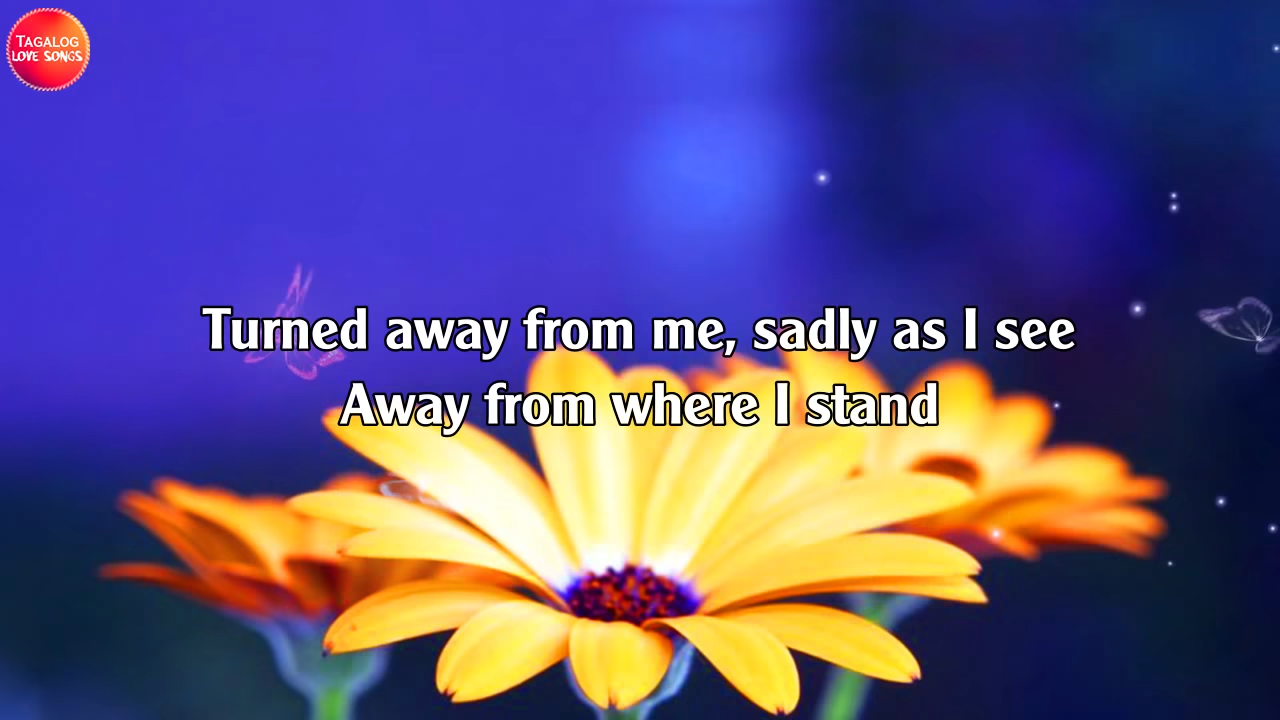 TAGALOG
LOVE SONGS
Turned away from me, sadly as I see
Away from where I stand